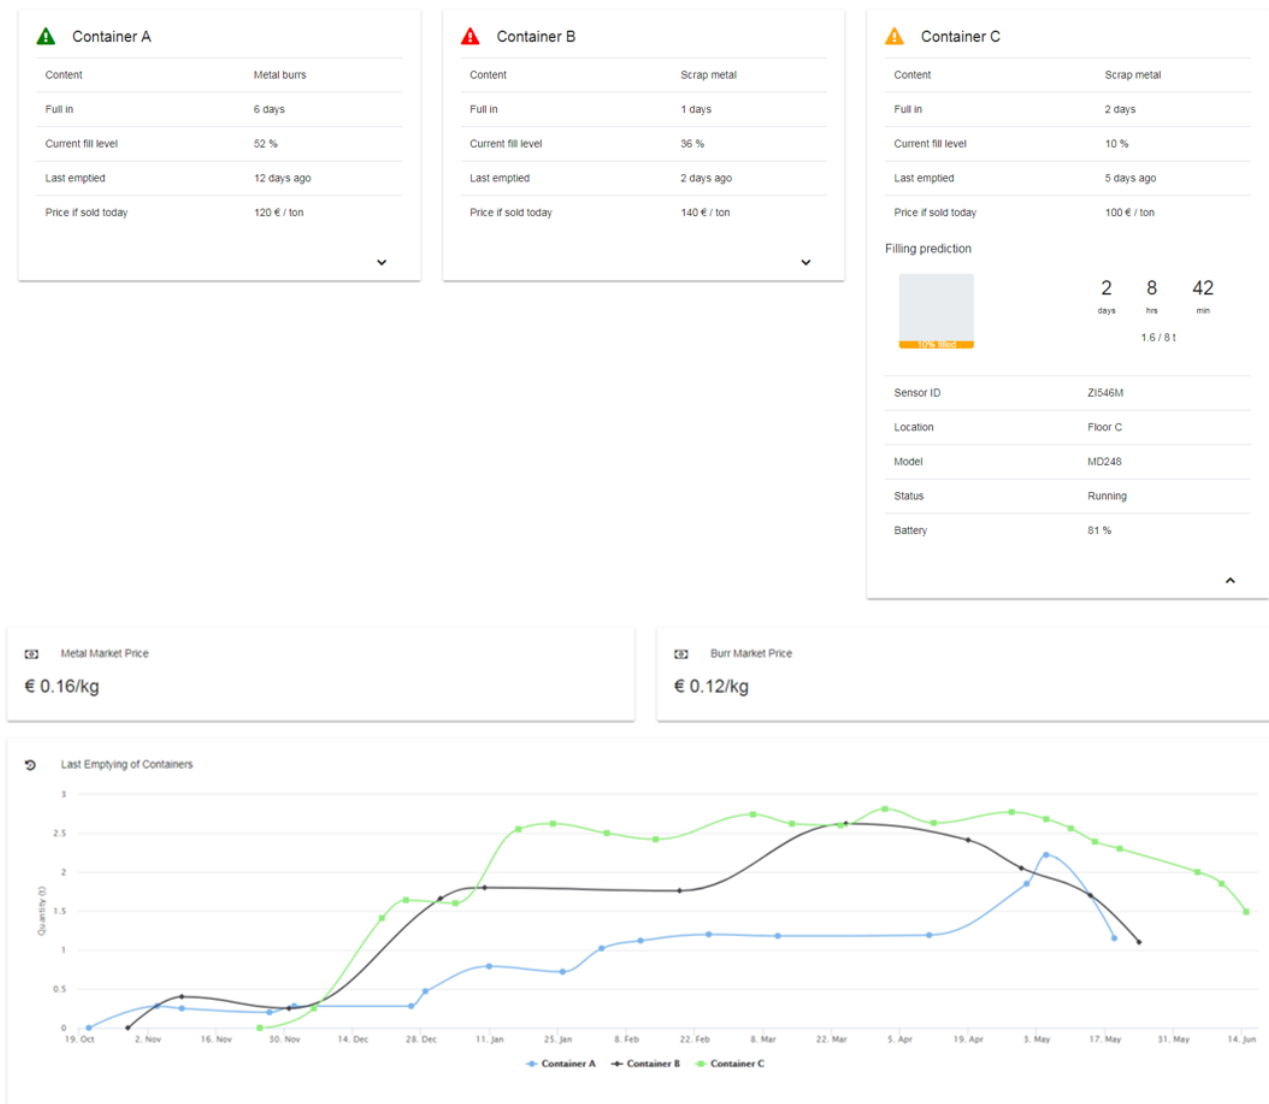 Container A
Content Metal burrs
Full in 6 days
Current fill level 52 %
Last emptied 12 days ago
Price if sold today 120 € / ton
Container B
Content Scrap metal
Full in 1 days
Current fill level 36 %
Last emptied 2 days ago
Price if sold today 140 € / ton
Container C
Content Scrap metal
Full in 2 days
Current fill level 10 %
Last emptied 5 days ago
Price if sold today 100 € / ton
Filling prediction
10% filled
2 8 42
days hrs min
1.6 / 8 t
Sensor ID ZI546M
Location Floor C
Model MD248
Status Running
Battery 81 %
Metal Market Price
€ 0.16/kg
Burr Market Price
€ 0.12/kg
Last Emptying of Containers
Quantity (t)
3
2.5
2
1.5
1
0.5
0
19. Oct 2. Nov 16. Nov 30. Nov 14. Dec 28. Dec 11. Jan 25. Jan 8. Feb 22. Feb 8. Mar 22. Mar 5. Apr 19. Apr 3. May 17. May 31. May 14. Jun
Container A Container B Container C